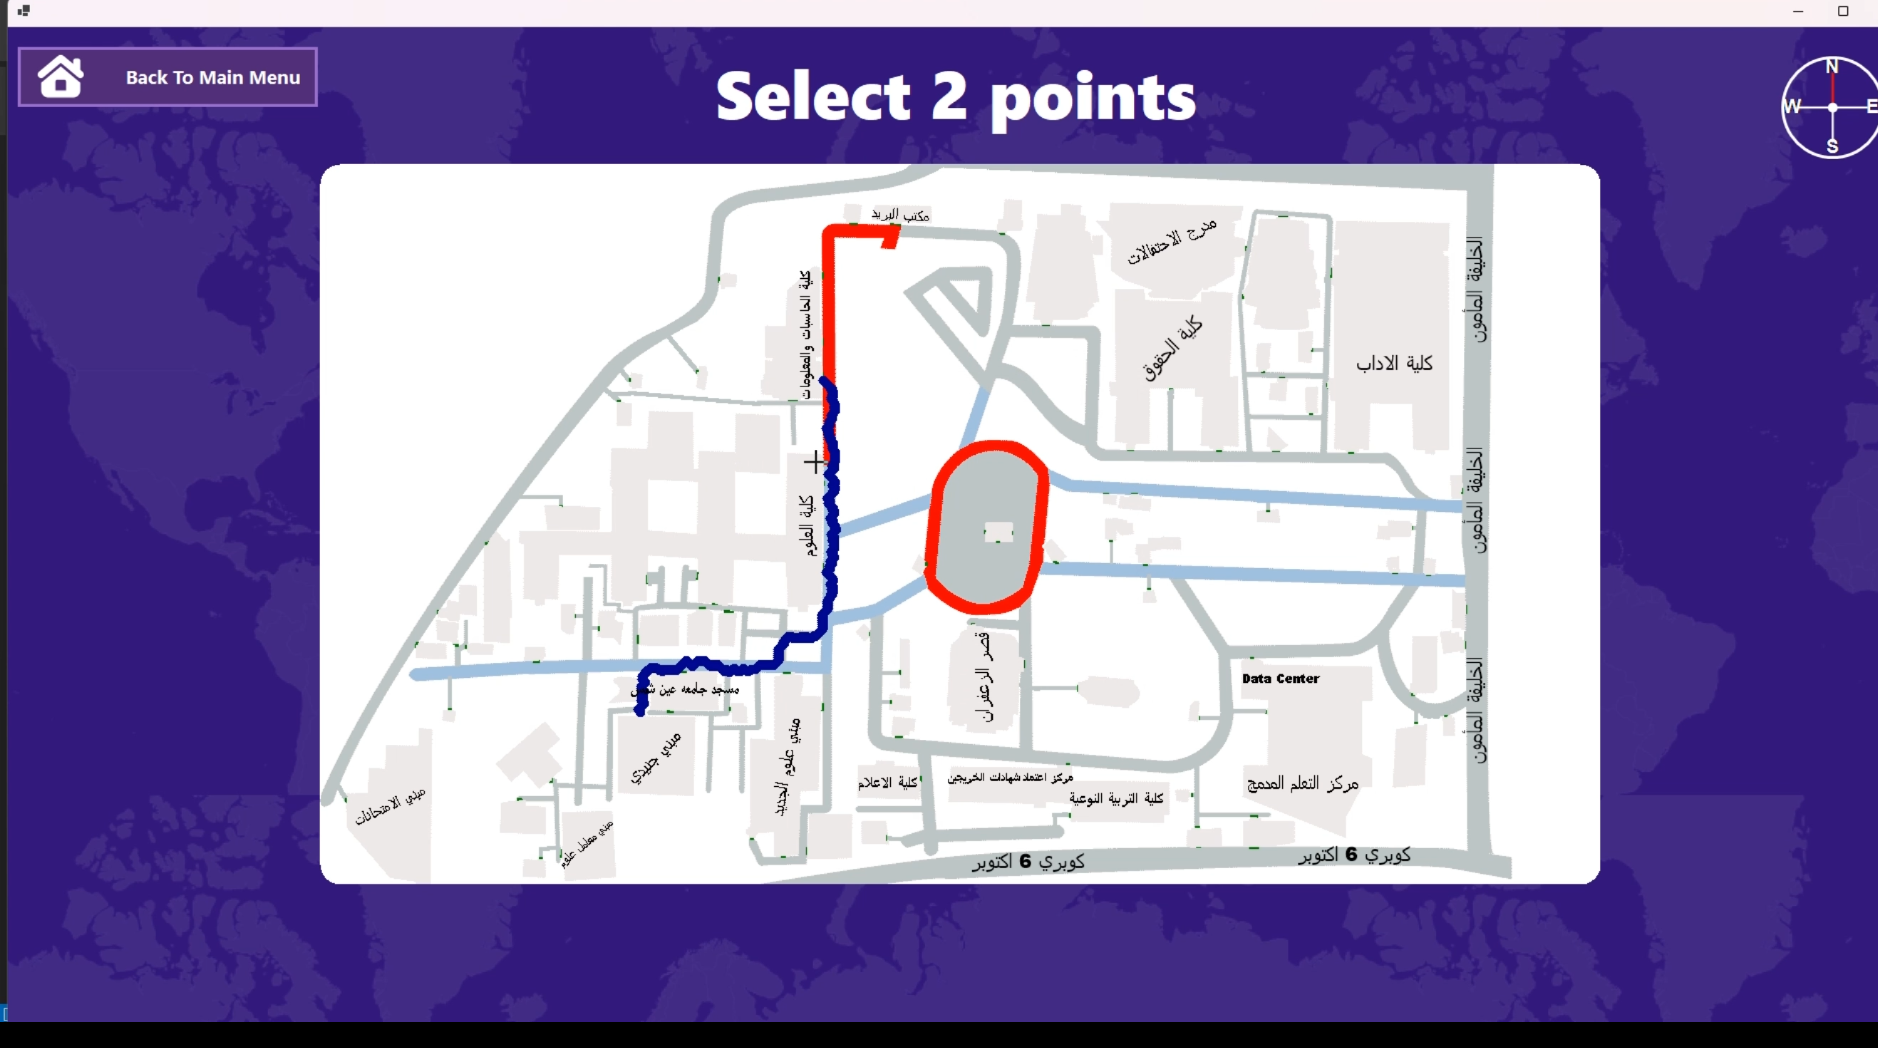 Back To Main Menu
Select 2 points
N
W
E
S
مكتب البريد
مدرج الاحتفالات
الخليفة المأمون
كلية الحاسبات والمعلومات
كلية الحقوق
كلية الاداب
الخليفة المأمون
كلية العلوم
قصر الزعفران
مسجد جامعه عين شمس
Data Center
الخليفة المأمون
مبني جنيدي
مبني علوم الجديد
مبني الامتحانات
كلية الاعلام
مركز اعتماد شهادات الخريجين
كلية التربية النوعية
مركز التعلم المدمج
مبني معامل علوم
كوبري 6 اكتوبر
كوبري 6 اكتوبر